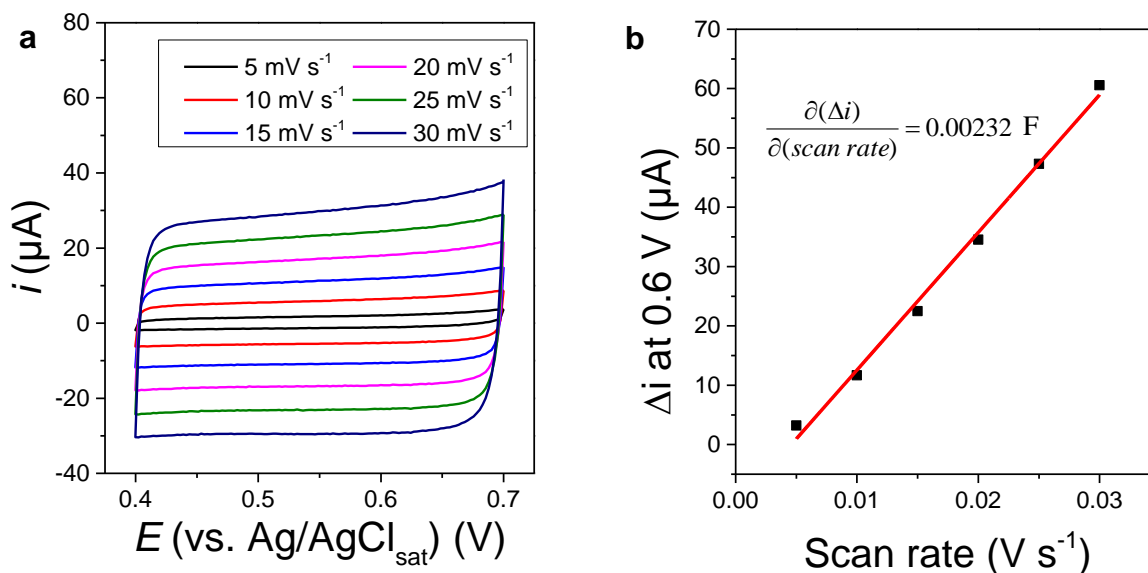 a
80
60
40
20
0
-20
-40
i (µA)
5 mV s⁻¹ 20 mV s⁻¹
10 mV s⁻¹ 25 mV s⁻¹
15 mV s⁻¹ 30 mV s⁻¹
0.4 0.5 0.6 0.7
E (vs. Ag/AgClsat) (V)
b
70
60
50
40
30
20
10
0
Δi at 0.6 V (µA)
∂(Δi)
∂(scan rate) = 0.00232 F
0.00 0.01 0.02 0.03
Scan rate (V s⁻¹)